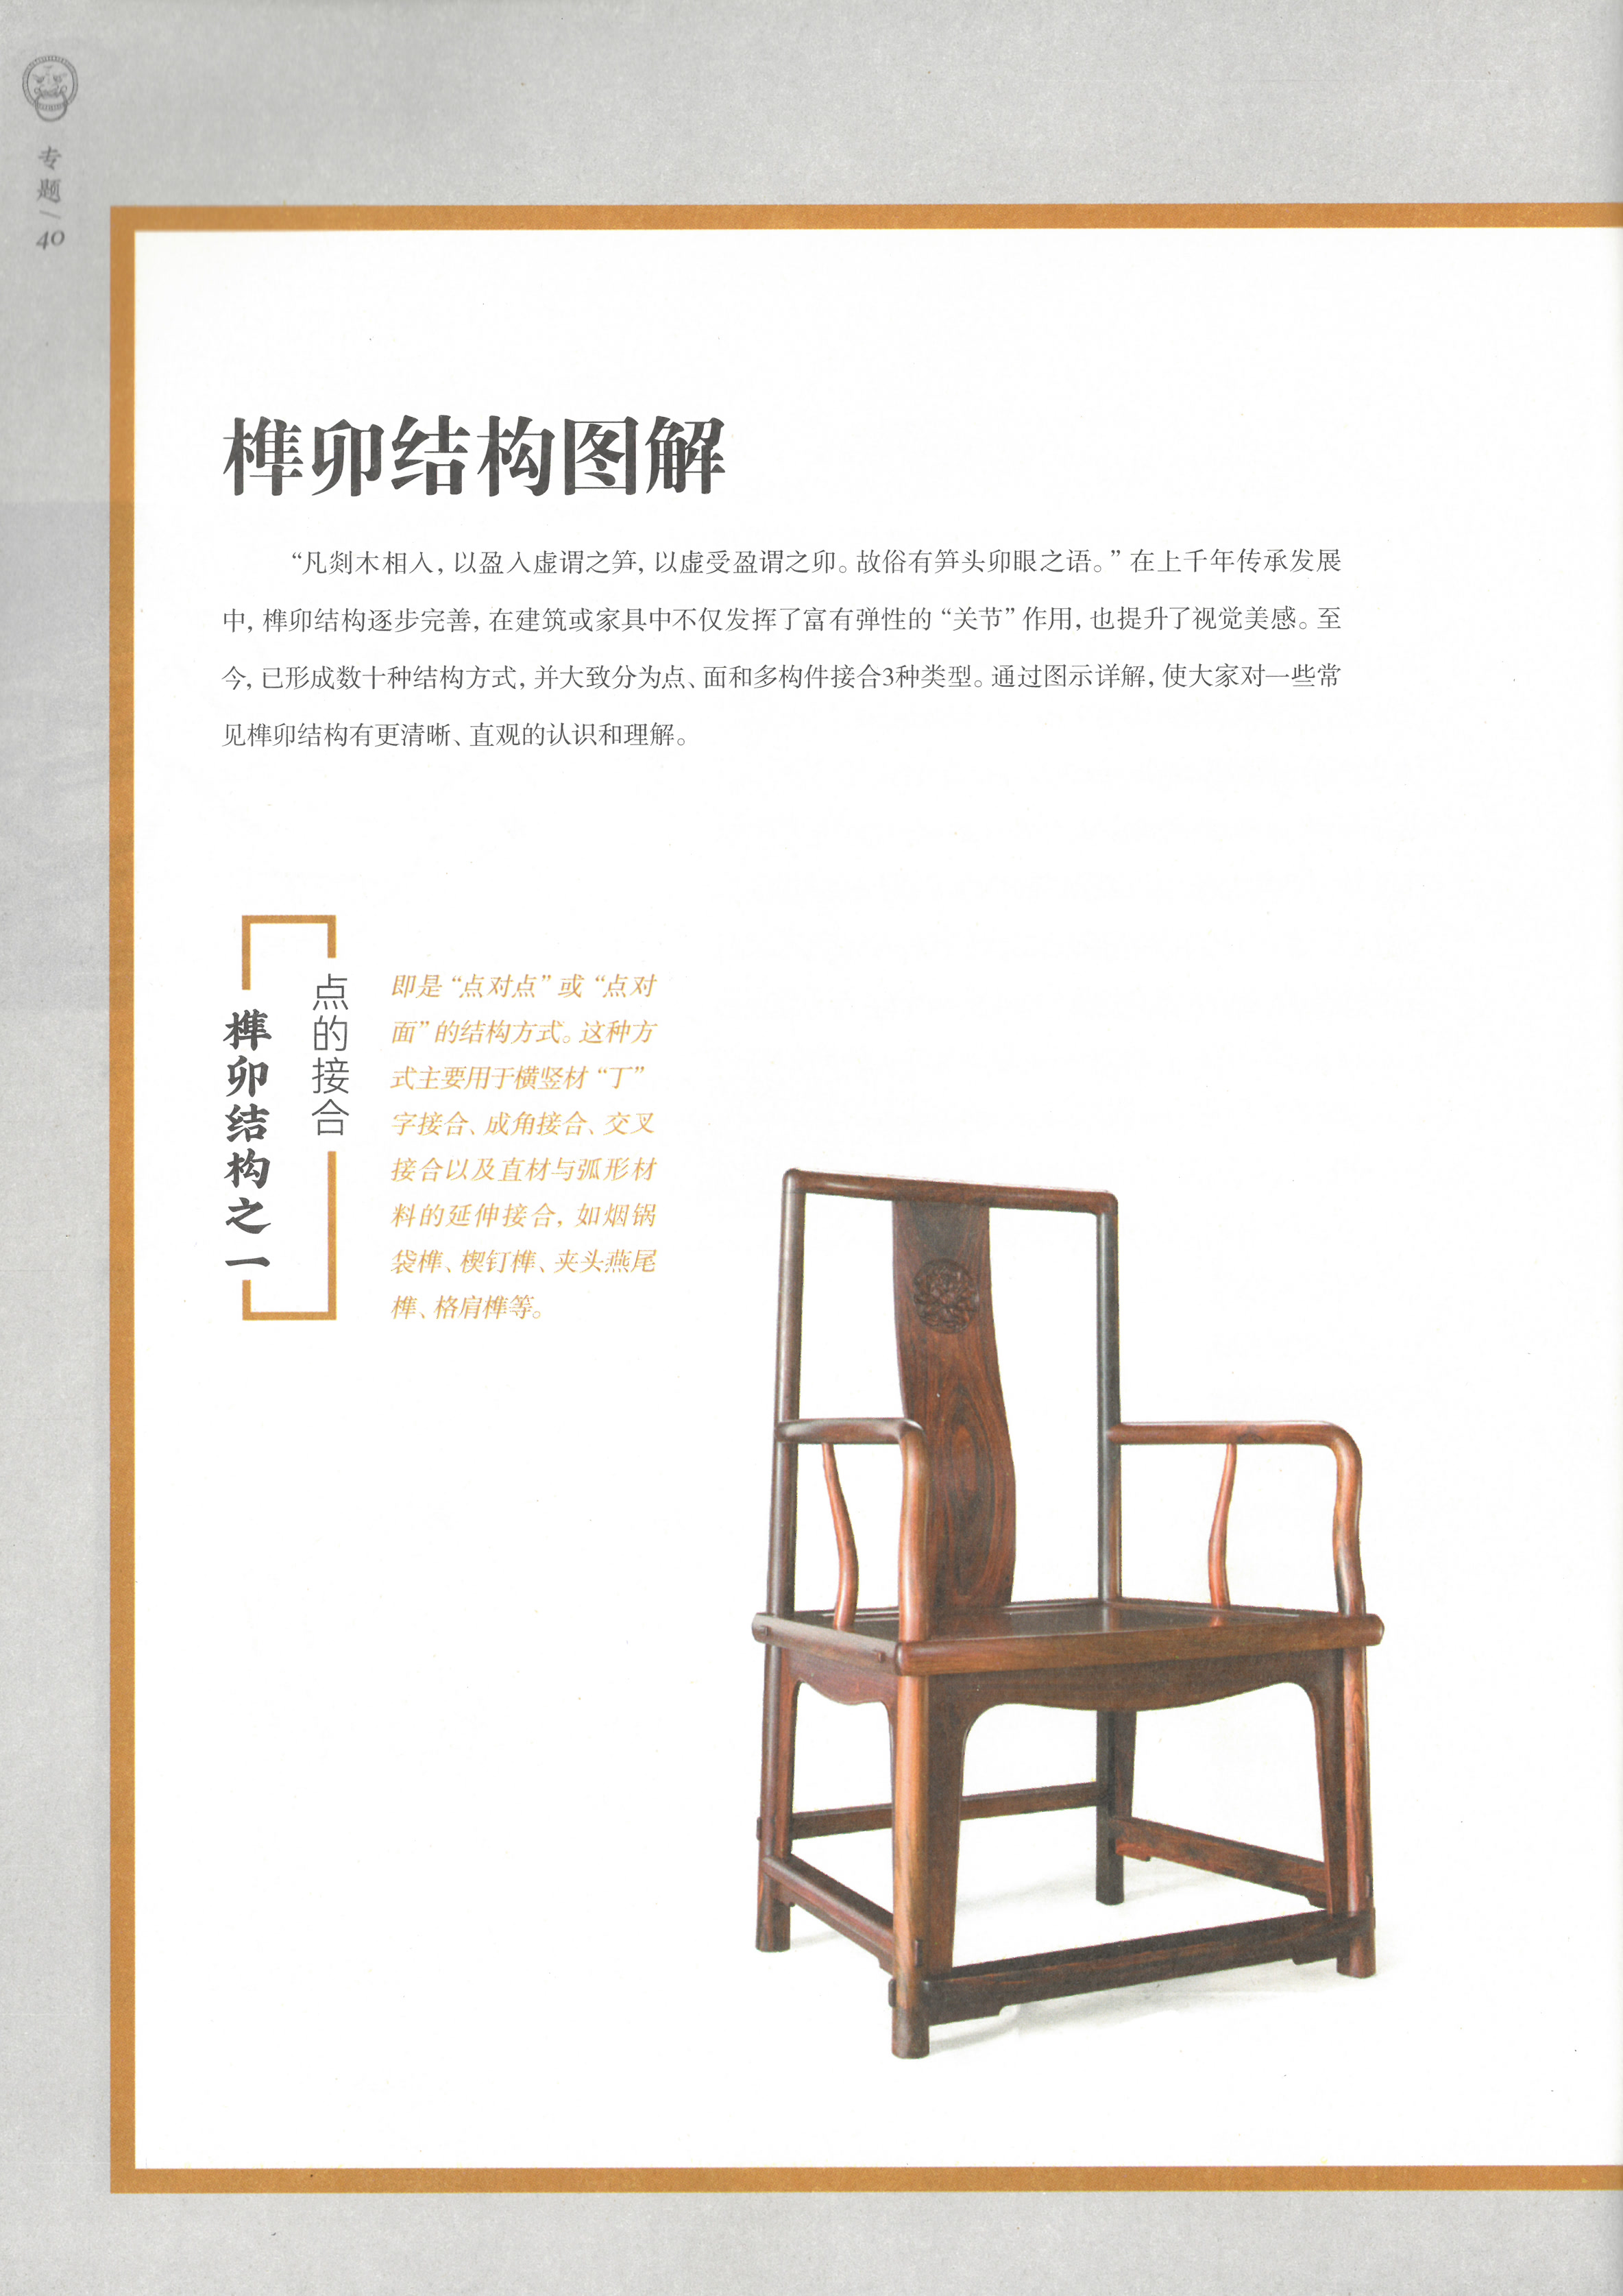 专题/40
榫卯结构图解
“凡剡木相入，以盈入虚谓之笋，以虚受盈谓之卯。故俗有笋头卯眼之语。”在上千年传承发展
中，榫卯结构逐步完善，在建筑或家具中不仅发挥了富有弹性的“关节”作用，也提升了视觉美感。至
今，已形成数十种结构方式，并大致分为点、面和多构件接合3种类型。通过图示详解，使大家对一些常
见榫卯结构有更清晰、直观的认识和理解。
榫卯结构之一
点的接合
即是“点对点”或“点对
面”的结构方式。这种方
式主要用于横竖材“丁”
字接合、成角接合、交叉
接合以及直材与弧形材
料的延伸接合，如烟锅
袋榫、楔钉榫、夹头燕尾
榫、格肩榫等。